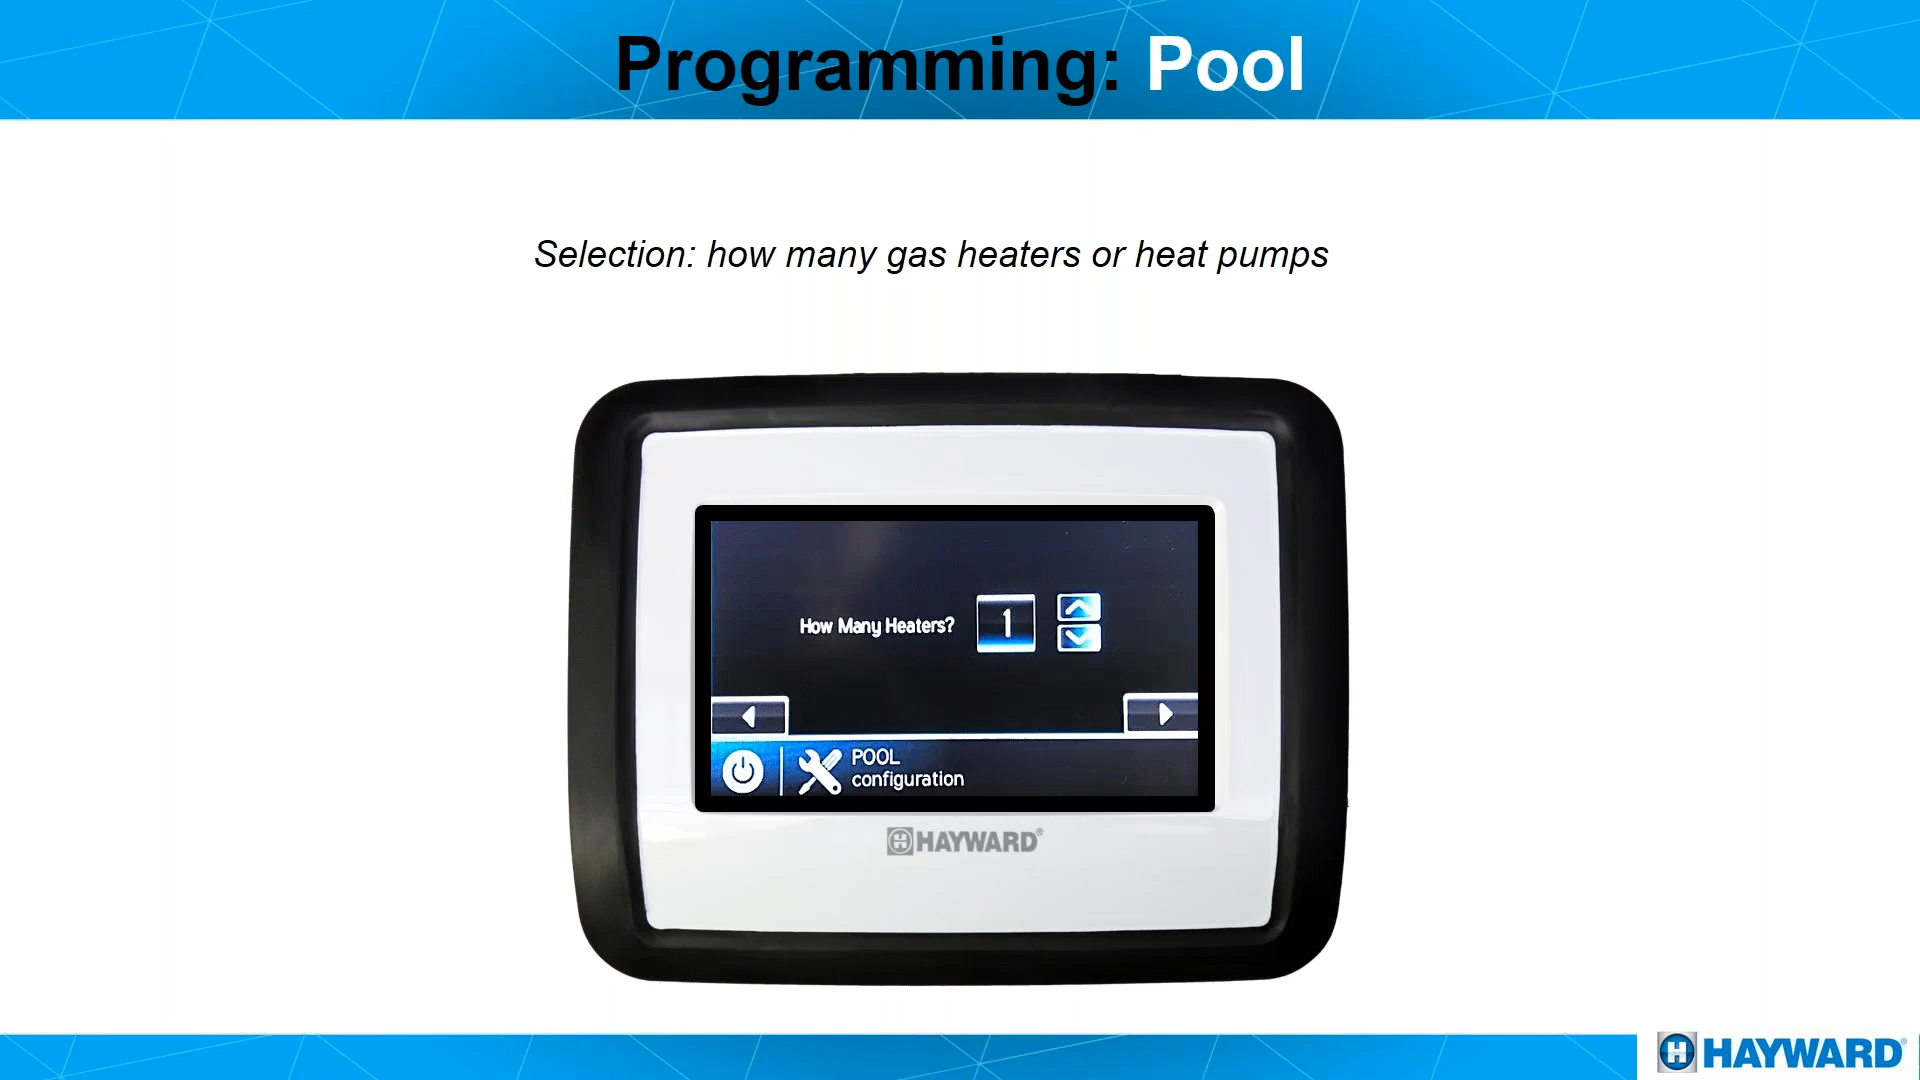 Programming: Pool
Selection: how many gas heaters or heat pumps
How Many Heaters? 1
POOL
configuration
HAYWARD®
HAYWARD®